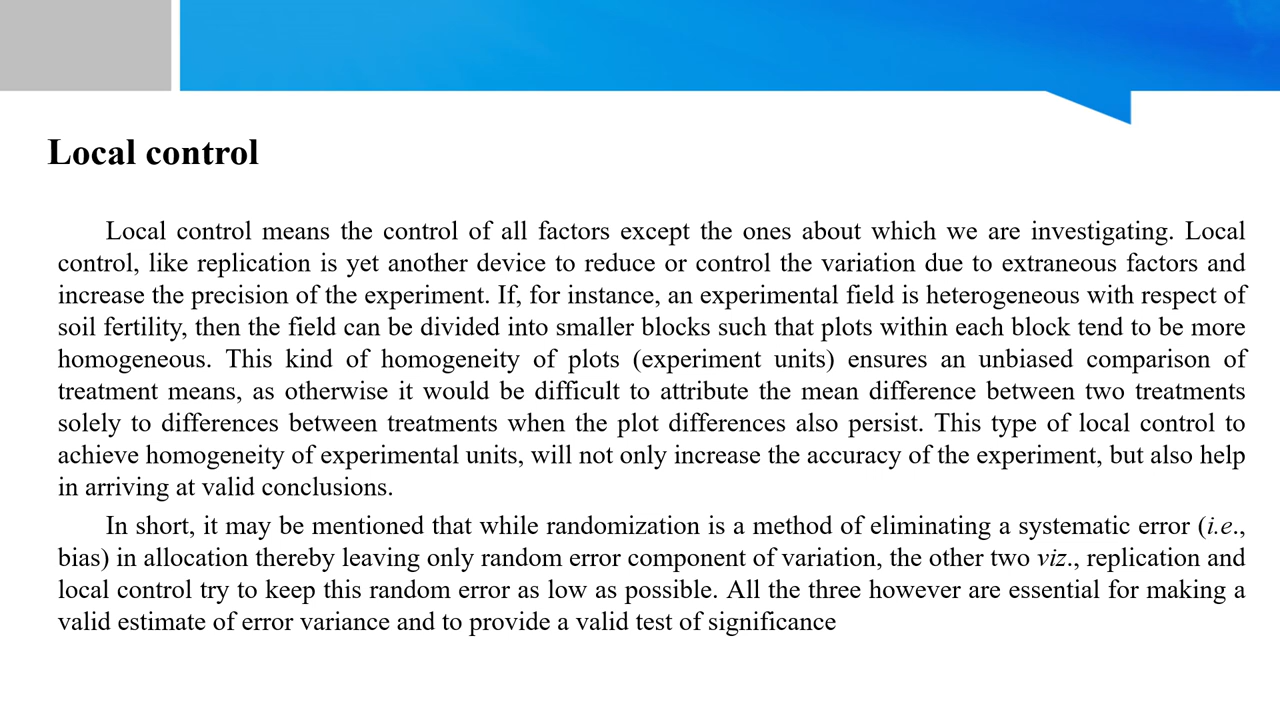 Local control
Local control means the control of all factors except the ones about which we are investigating. Local
control, like replication is yet another device to reduce or control the variation due to extraneous factors and
increase the precision of the experiment. If, for instance, an experimental field is heterogeneous with respect of
soil fertility, then the field can be divided into smaller blocks such that plots within each block tend to be more
homogeneous. This kind of homogeneity of plots (experiment units) ensures an unbiased comparison of
treatment means, as otherwise it would be difficult to attribute the mean difference between two treatments
solely to differences between treatments when the plot differences also persist. This type of local control to
achieve homogeneity of experimental units, will not only increase the accuracy of the experiment, but also help
in arriving at valid conclusions.
In short, it may be mentioned that while randomization is a method of eliminating a systematic error (i.e.,
bias) in allocation thereby leaving only random error component of variation, the other two viz., replication and
local control try to keep this random error as low as possible. All the three however are essential for making a
valid estimate of error variance and to provide a valid test of significance